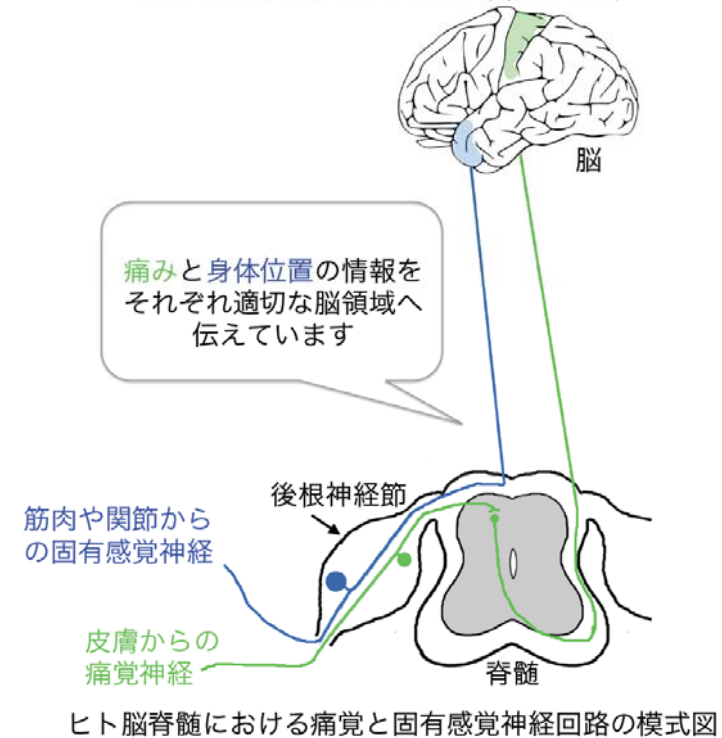 脳
痛みと身体位置の情報を
それぞれ適切な脳領域へ
伝えています
後根神経節
筋肉や関節から
の固有感覚神経
皮膚からの
痛覚神経
脊髄
ヒト脳脊髄における痛覚と固有感覚神経回路の模式図